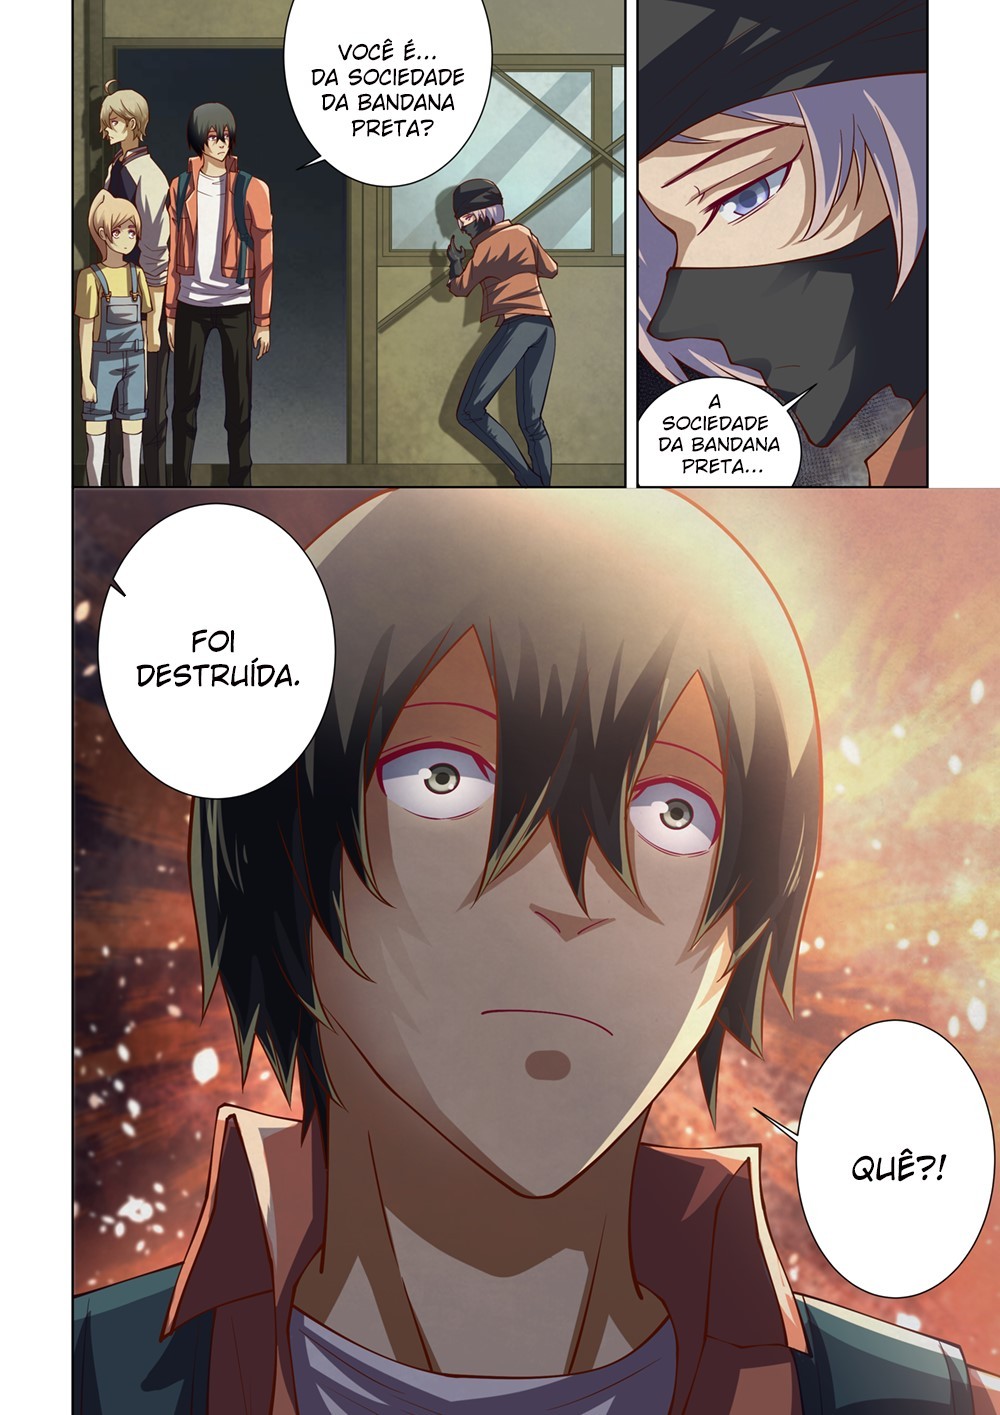 VOCÊ É...
DA SOCIEDADE
DA BANDANA
PRETA?
A
SOCIEDADE
DA BANDANA
PRETA...
FOI
DESTRUÍDA.
QUÊ?!